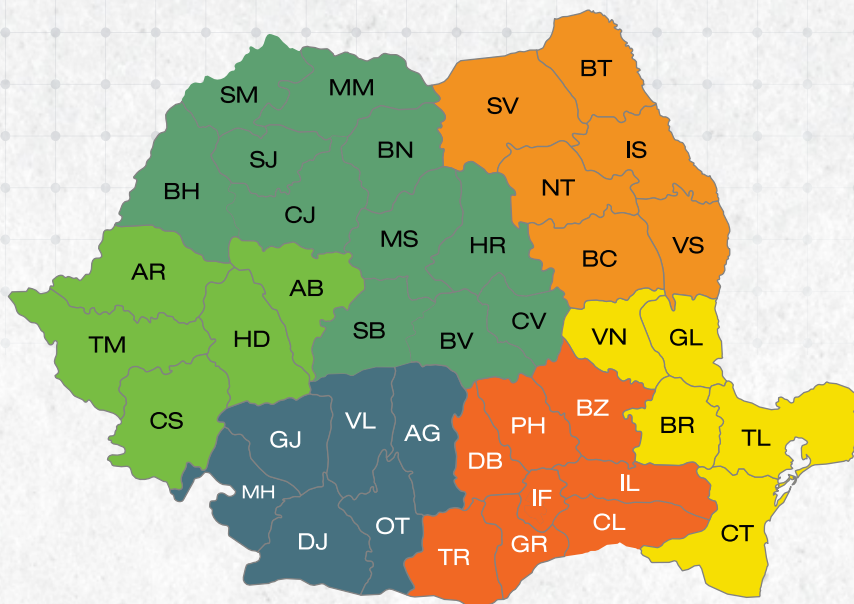 BT
SM
MM
SV
SJ
BN
IS
BH
NT
CJ
MS
HR
BC
VS
AR
AB
TM
HD
SB
BV
CV
VN
GL
CS
GJ
VL
AG
PH
BZ
BR
TL
DB
MH
IF
IL
DJ
OT
CL
CT
TR
GR